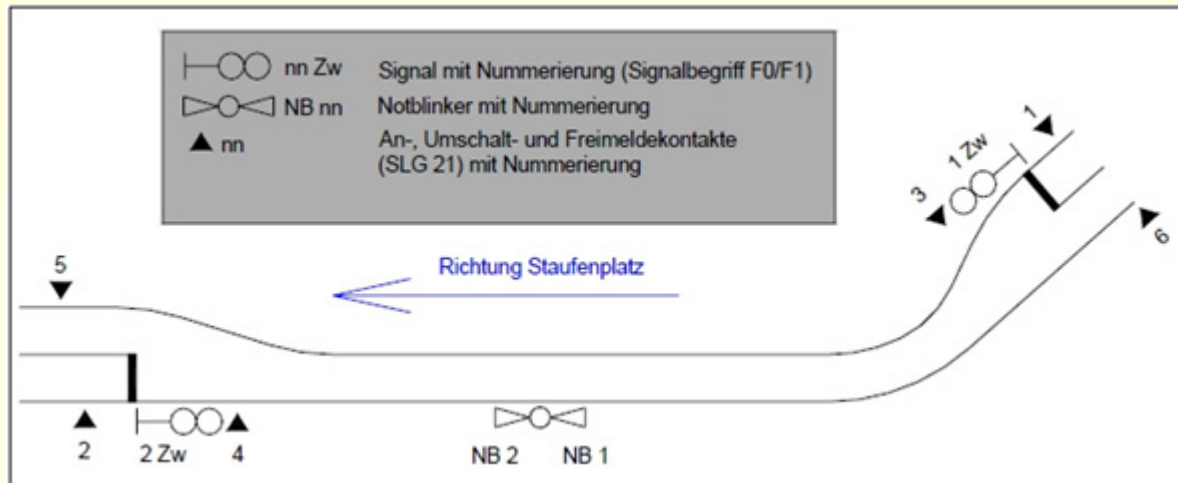 nn Zw Signal mit Nummerierung (Signalbegriff F0/F1)
NB nn Notblinker mit Nummerierung
nn An-, Umschalt- und Freimeldekontakte
(SLG 21) mit Nummerierung
1
1 Zw
3
6
5
Richtung Staufenplatz
2
2 Zw
4
NB 2
NB 1